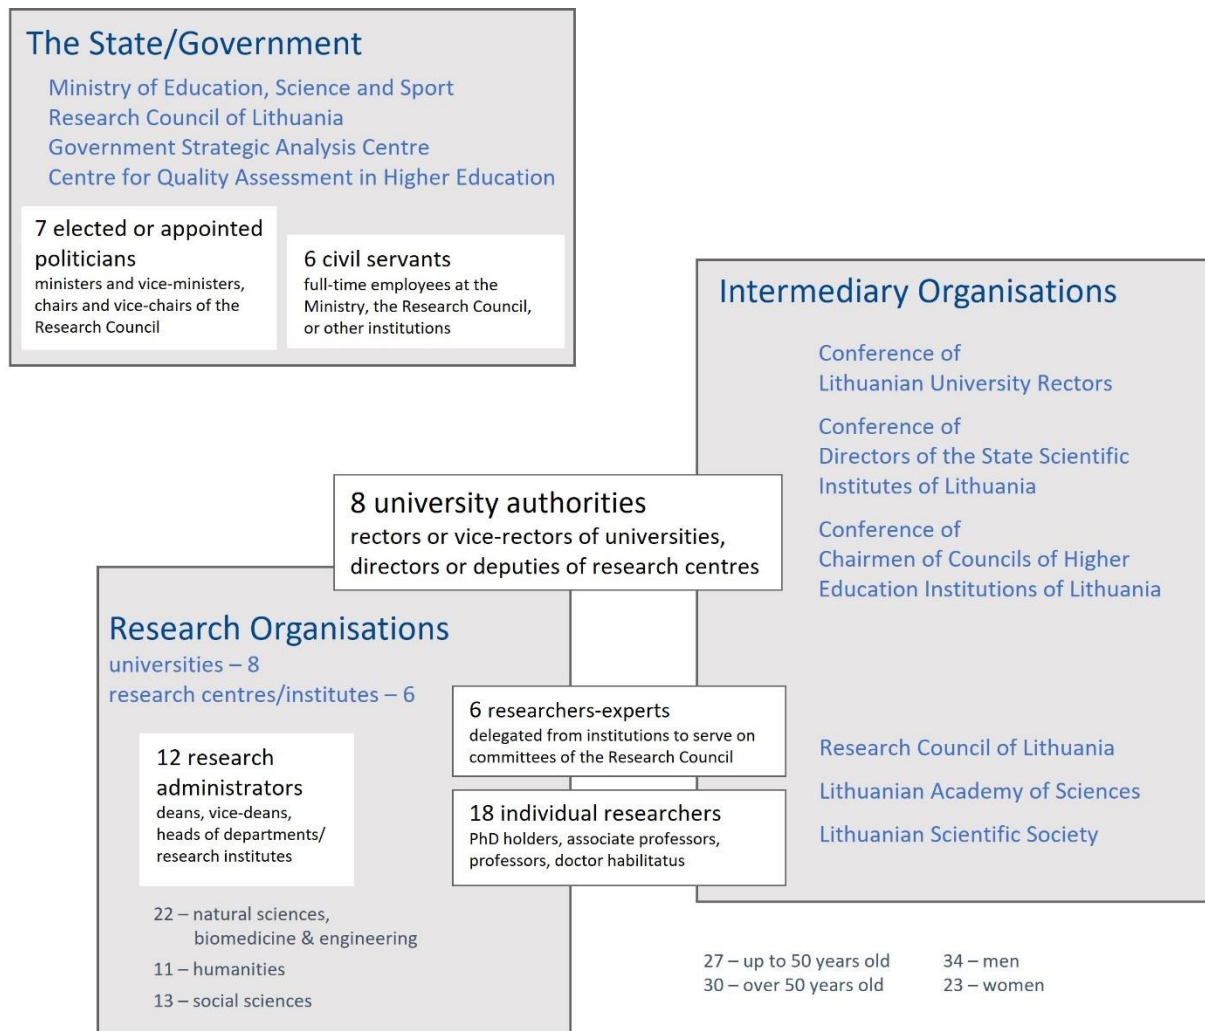 The State/Government
Ministry of Education, Science and Sport
Research Council of Lithuania
Government Strategic Analysis Centre
Centre for Quality Assessment in Higher Education
7 elected or appointed
politicians
ministers and vice-ministers,
chairs and vice-chairs of the
Research Council
6 civil servants
full-time employees at the
Ministry, the Research Council,
or other institutions
Intermediary Organisations
Conference of
Lithuanian University Rectors
Conference of
Directors of the State Scientific
Institutes of Lithuania
Conference of
Chairmen of Councils of Higher
Education Institutions of Lithuania
8 university authorities
rectors or vice-rectors of universities,
directors or deputies of research centres
Research Organisations
universities – 8
research centres/institutes – 6
6 researchers-experts
delegated from institutions to serve on
committees of the Research Council
12 research
administrators
deans, vice-deans,
heads of departments/
research institutes
18 individual researchers
PhD holders, associate professors,
professors, doctor habilitatus
Research Council of Lithuania
Lithuanian Academy of Sciences
Lithuanian Scientific Society
22 – natural sciences,
biomedicine & engineering
11 – humanities
13 – social sciences
27 – up to 50 years old
30 – over 50 years old
34 – men
23 – women